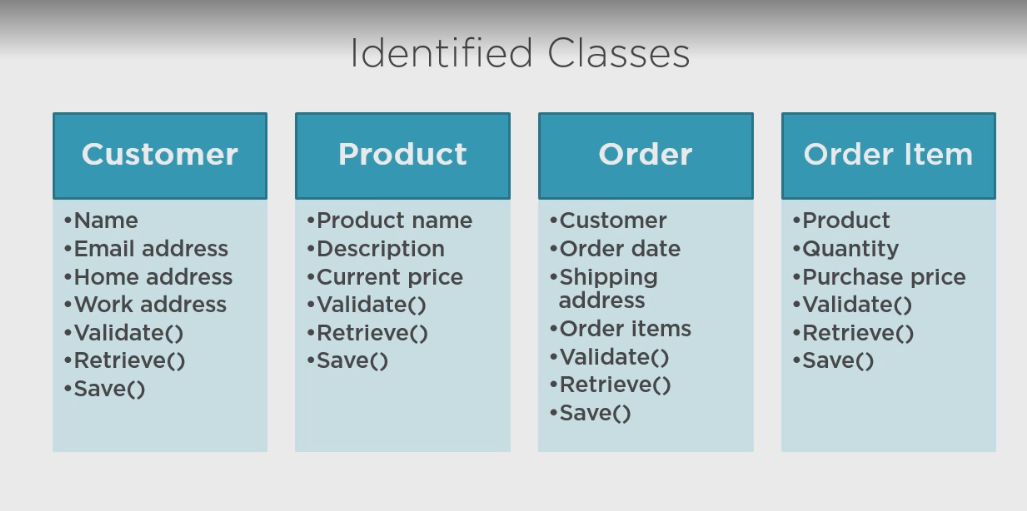 Identified Classes
Customer
•Name
•Email address
•Home address
•Work address
•Validate()
•Retrieve()
•Save()
Product
•Product name
•Description
•Current price
•Validate()
•Retrieve()
•Save()
Order
•Customer
•Order date
•Shipping
address
•Order items
•Validate()
•Retrieve()
•Save()
Order Item
•Product
•Quantity
•Purchase price
•Validate()
•Retrieve()
•Save()